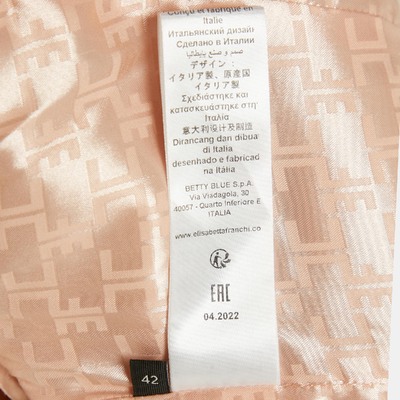 Conçu et fabriqué en
Italie
Итальянский дизайн
Сделано в Италии
デザイン :
イタリア製、原産国
イタリア製
Σχεδιάστηκε και
κατασκευάστηκε στη
Ιταλία
意大利设计及制造
Dirancang dan dibua
di Italia
desenhado e fabricad
na Italia
BETTY BLUE S.p.A.
Via Viadagola, 30
40057 - Quarto Inferiore E
ITALIA
www.elisabettafranchi.co
EAC
04.2022
42